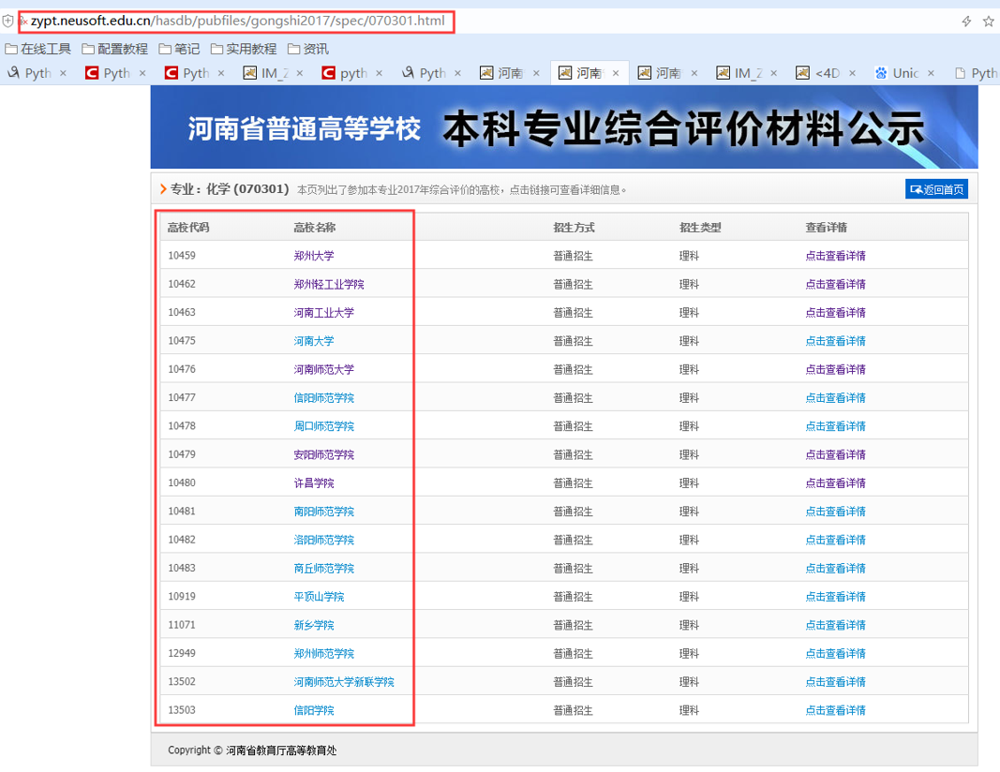 zypt.neusoft.edu.cn/hasdb/pubfiles/gongshi2017/spec/070301.html
在线工具 配置教程 笔记 实用教程 资讯
Pyth × Pyth × Pyth × IM_Z × pyth × Pyth × 河南 × 河南 × 河南 × IM_Z × <4D × Unic × Pyth
河南省普通高等学校 本科专业综合评价材料公示
专业：化学 (070301) 本页列出了参加本专业2017年综合评价的高校，点击链接可查看详细信息。 返回首页
高校代码 高校名称 招生方式 招生类型 查看详情
10459 郑州大学 普通招生 理科 点击查看详情
10462 郑州轻工业学院 普通招生 理科 点击查看详情
10463 河南工业大学 普通招生 理科 点击查看详情
10475 河南大学 普通招生 理科 点击查看详情
10476 河南师范大学 普通招生 理科 点击查看详情
10477 信阳师范学院 普通招生 理科 点击查看详情
10478 周口师范学院 普通招生 理科 点击查看详情
10479 安阳师范学院 普通招生 理科 点击查看详情
10480 许昌学院 普通招生 理科 点击查看详情
10481 南阳师范学院 普通招生 理科 点击查看详情
10482 洛阳师范学院 普通招生 理科 点击查看详情
10483 商丘师范学院 普通招生 理科 点击查看详情
10919 平顶山学院 普通招生 理科 点击查看详情
11071 新乡学院 普通招生 理科 点击查看详情
12949 郑州师范学院 普通招生 理科 点击查看详情
13502 河南师范大学新联学院 普通招生 理科 点击查看详情
13503 信阳学院 普通招生 理科 点击查看详情
Copyright © 河南省教育厅高等教育处